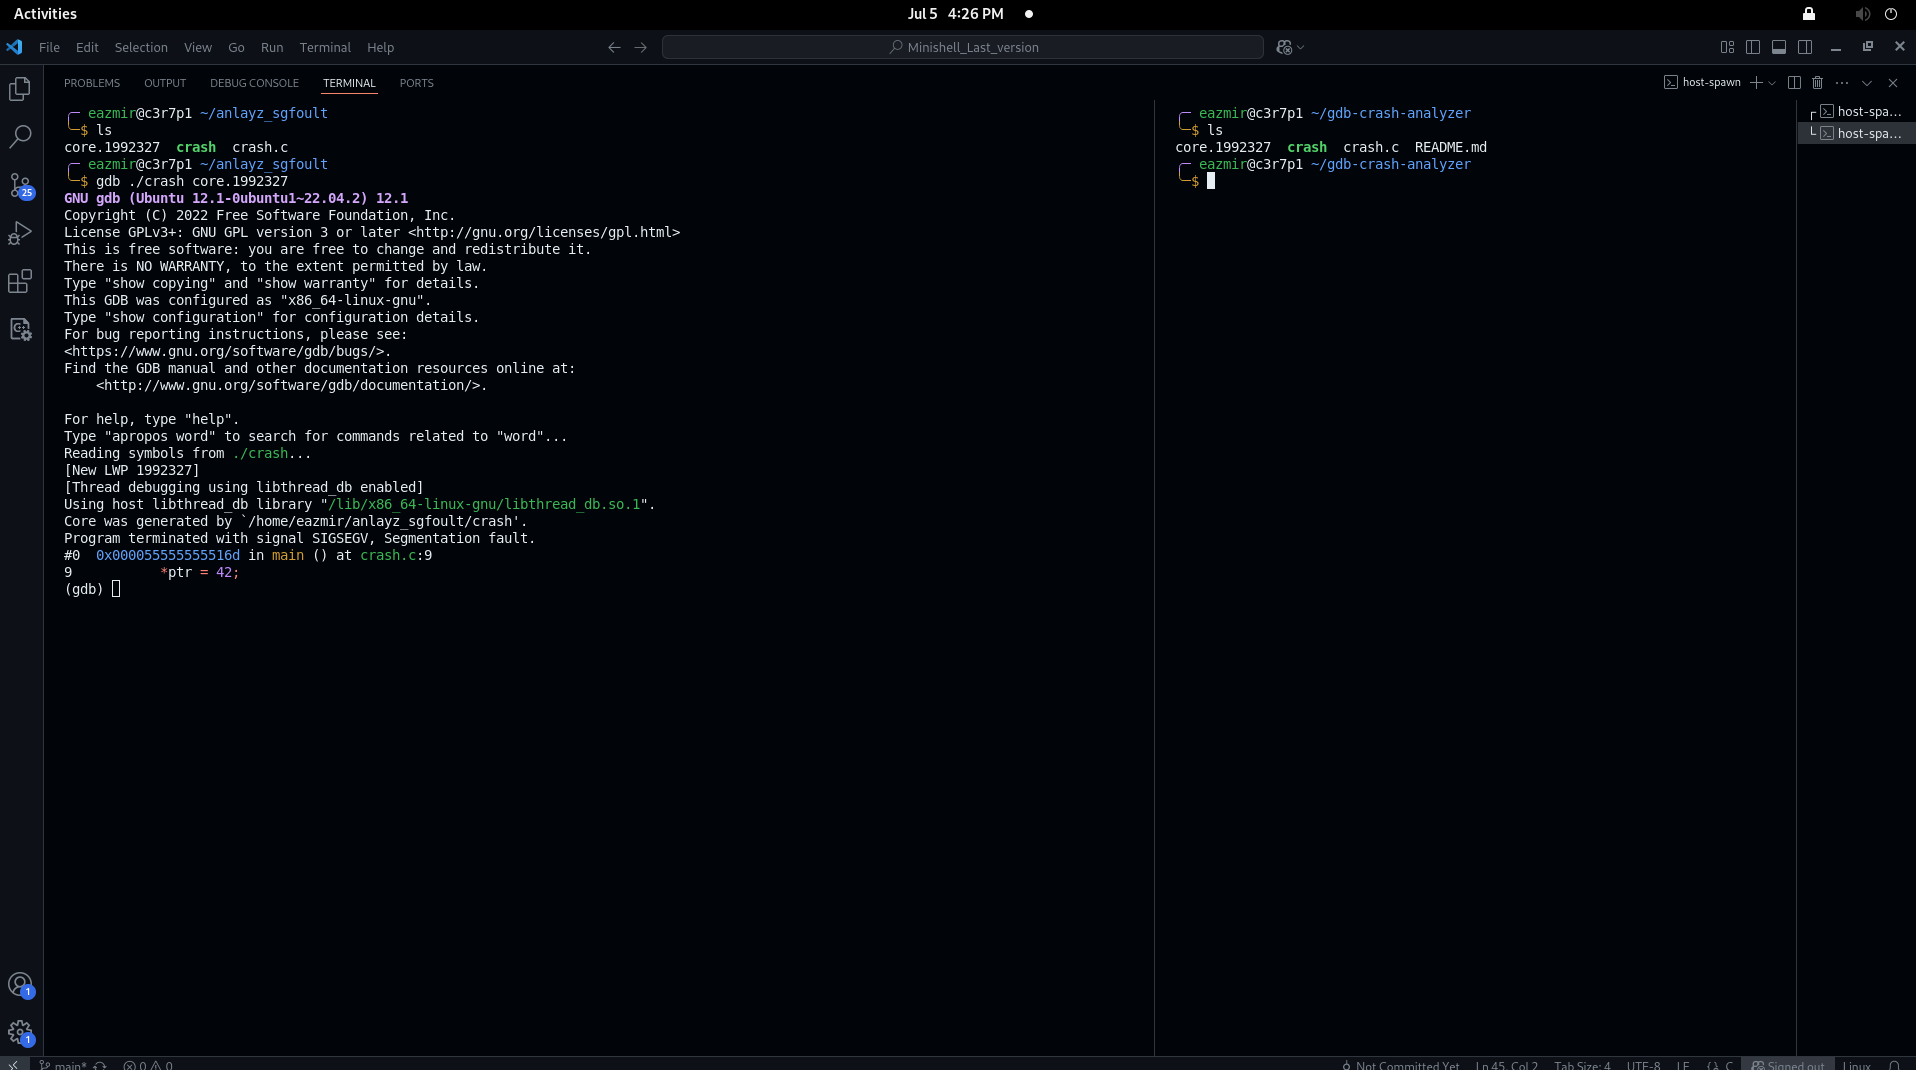 Activities
Jul 5 4:26 PM
File Edit Selection View Go Run Terminal Help
Minishell_Last_version
PROBLEMS OUTPUT DEBUG CONSOLE TERMINAL PORTS
host-spawn
eazmir@c3r7p1 ~/anlayz_sgfoult
$ ls
core.1992327 crash crash.c
eazmir@c3r7p1 ~/anlayz_sgfoult
$ gdb ./crash core.1992327
GNU gdb (Ubuntu 12.1-0ubuntu1~22.04.2) 12.1
Copyright (C) 2022 Free Software Foundation, Inc.
License GPLv3+: GNU GPL version 3 or later <http://gnu.org/licenses/gpl.html>
This is free software: you are free to change and redistribute it.
There is NO WARRANTY, to the extent permitted by law.
Type "show copying" and "show warranty" for details.
This GDB was configured as "x86_64-linux-gnu".
Type "show configuration" for configuration details.
For bug reporting instructions, please see:
<https://www.gnu.org/software/gdb/bugs/>.
Find the GDB manual and other documentation resources online at:
    <http://www.gnu.org/software/gdb/documentation/>.
For help, type "help".
Type "apropos word" to search for commands related to "word"...
Reading symbols from ./crash...
[New LWP 1992327]
[Thread debugging using libthread_db enabled]
Using host libthread_db library "/lib/x86_64-linux-gnu/libthread_db.so.1".
Core was generated by `/home/eazmir/anlayz_sgfoult/crash'.
Program terminated with signal SIGSEGV, Segmentation fault.
#0  0x000055555555516d in main () at crash.c:9
9           *ptr = 42;
(gdb)
eazmir@c3r7p1 ~/gdb-crash-analyzer
$ ls
core.1992327 crash crash.c README.md
eazmir@c3r7p1 ~/gdb-crash-analyzer
$
host-spa...
host-spa...
25
1
1
main* 0 0
Not Committed Yet Ln 45, Col 2 Tab Size: 4 UTF-8 LF {} C Signed out Linux